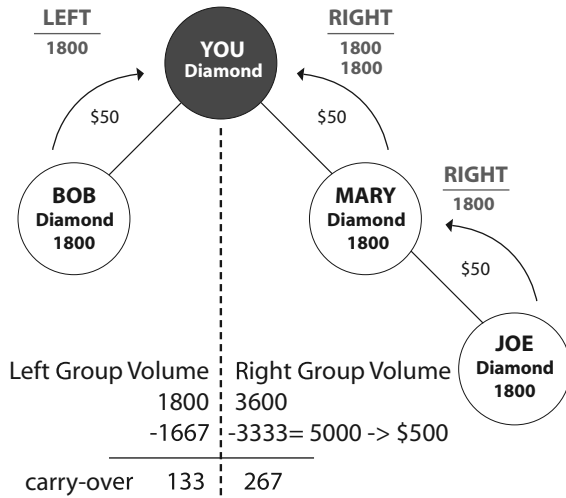 LEFT
1800
YOU
Diamond
RIGHT
1800
1800
$50
$50
BOB
Diamond
1800
MARY
Diamond
1800
RIGHT
1800
$50
JOE
Diamond
1800
Left Group Volume Right Group Volume
1800 3600
-1667 -3333= 5000 -> $500
carry-over 133 267